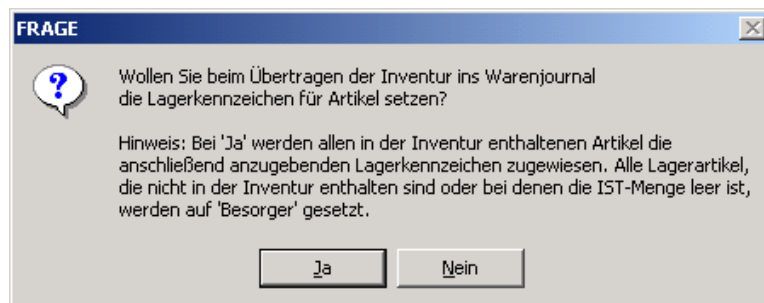 FRAGE
Wollen Sie beim Übertragen der Inventur ins Warenjournal
die Lagerkennzeichen für Artikel setzen?
Hinweis: Bei 'Ja' werden allen in der Inventur enthaltenen Artikel die
anschließend anzugebenden Lagerkennzeichen zugewiesen. Alle Lagerartikel,
die nicht in der Inventur enthalten sind oder bei denen die IST-Menge leer ist,
werden auf 'Besorger' gesetzt.
Ja
Nein